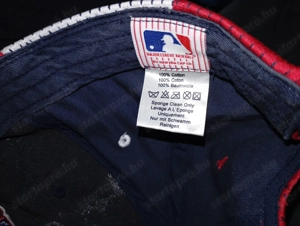 100% Cotton
100% Coton
100% Baumwolle
Sponge Clean Only
Lavage A L'Eponge
Uniquement
Nur mit Schwamm
Reinigen